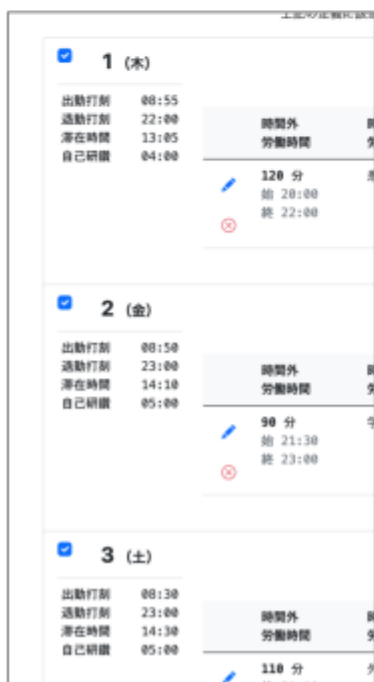 1 (木)
出勤打刻 08:55
退勤打刻 22:00
滞在時間 13:05
自己研鑽 04:00
時間外
労働時間
120 分
始 20:00
終 22:00
2 (金)
出勤打刻 08:50
退勤打刻 23:00
滞在時間 14:10
自己研鑽 05:00
時間外
労働時間
90 分
始 21:30
終 23:00
3 (土)
出勤打刻 08:30
退勤打刻 23:00
滞在時間 14:30
自己研鑽 05:00
時間外
労働時間
110 分